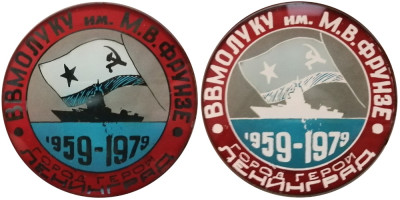 ВВМОЛУКУ им. М.В.ФРУНЗЕ
1959-1979
ГОРОД ГЕРОЙ
ЛЕНИНГРАД
ВВМОЛУКУ им. М.В.ФРУНЗЕ
1959-1979
ГОРОД ГЕРОЙ
ЛЕНИНГРАД